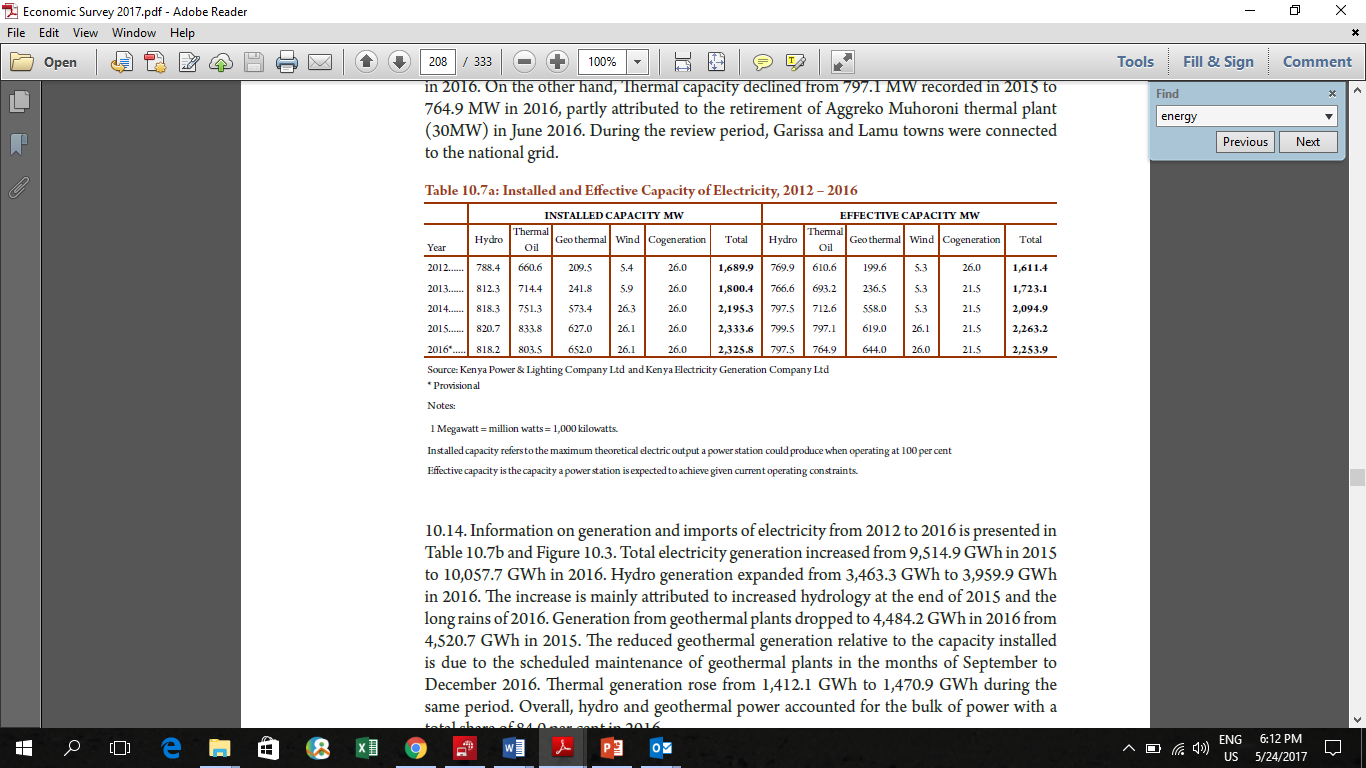 Economic Survey 2017.pdf - Adobe Reader
File Edit View Window Help
Open 208 / 333 100% Tools Fill & Sign Comment
Find
energy
Previous Next
in 2016. On the other hand, Thermal capacity declined from 797.1 MW recorded in 2015 to
764.9 MW in 2016, partly attributed to the retirement of Aggreko Muhoroni thermal plant
(30MW) in June 2016. During the review period, Garissa and Lamu towns were connected
to the national grid.
Table 10.7a: Installed and Effective Capacity of Electricity, 2012 – 2016
INSTALLED CAPACITY MW EFFECTIVE CAPACITY MW
Year Hydro Thermal Oil Geo thermal Wind Cogeneration Total Hydro Thermal Oil Geo thermal Wind Cogeneration Total
2012...... 788.4 660.6 209.5 5.4 26.0 1,689.9 769.9 610.6 199.6 5.3 26.0 1,611.4
2013...... 812.3 714.4 241.8 5.9 26.0 1,800.4 766.6 693.2 236.5 5.3 21.5 1,723.1
2014...... 818.3 751.3 573.4 26.3 26.0 2,195.3 797.5 712.6 558.0 5.3 21.5 2,094.9
2015...... 820.7 833.8 627.0 26.1 26.0 2,333.6 799.5 797.1 619.0 26.1 21.5 2,263.2
2016*..... 818.2 803.5 652.0 26.1 26.0 2,325.8 797.5 764.9 644.0 26.0 21.5 2,253.9
Source: Kenya Power & Lighting Company Ltd and Kenya Electricity Generation Company Ltd
* Provisional
Notes:
1 Megawatt = million watts = 1,000 kilowatts.
Installed capacity refers to the maximum theoretical electric output a power station could produce when operating at 100 per cent
Effective capacity is the capacity a power station is expected to achieve given current operating constraints.
10.14. Information on generation and imports of electricity from 2012 to 2016 is presented in
Table 10.7b and Figure 10.3. Total electricity generation increased from 9,514.9 GWh in 2015
to 10,057.7 GWh in 2016. Hydro generation expanded from 3,463.3 GWh to 3,959.9 GWh
in 2016. The increase is mainly attributed to increased hydrology at the end of 2015 and the
long rains of 2016. Generation from geothermal plants dropped to 4,484.2 GWh in 2016 from
4,520.7 GWh in 2015. The reduced geothermal generation relative to the capacity installed
is due to the scheduled maintenance of geothermal plants in the months of September to
December 2016. Thermal generation rose from 1,412.1 GWh to 1,470.9 GWh during the
same period. Overall, hydro and geothermal power accounted for the bulk of power with a
total share of 84.0 per cent in 2016.
ENG 6:12 PM
US 5/24/2017